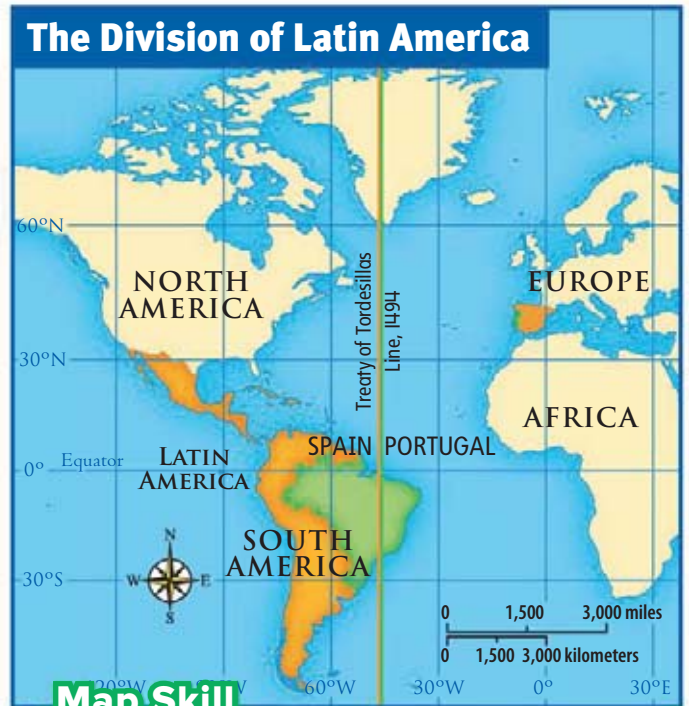 The Division of Latin America
60°N
NORTH
AMERICA
EUROPE
Treaty of Tordesillas
Line, 1494
30°N
AFRICA
SPAIN
PORTUGAL
0°
Equator
LATIN
AMERICA
SOUTH
AMERICA
N
W
E
S
30°S
0 1,500 3,000 miles
0 1,500 3,000 kilometers
60°W
30°W
0°
30°E
Map Skill